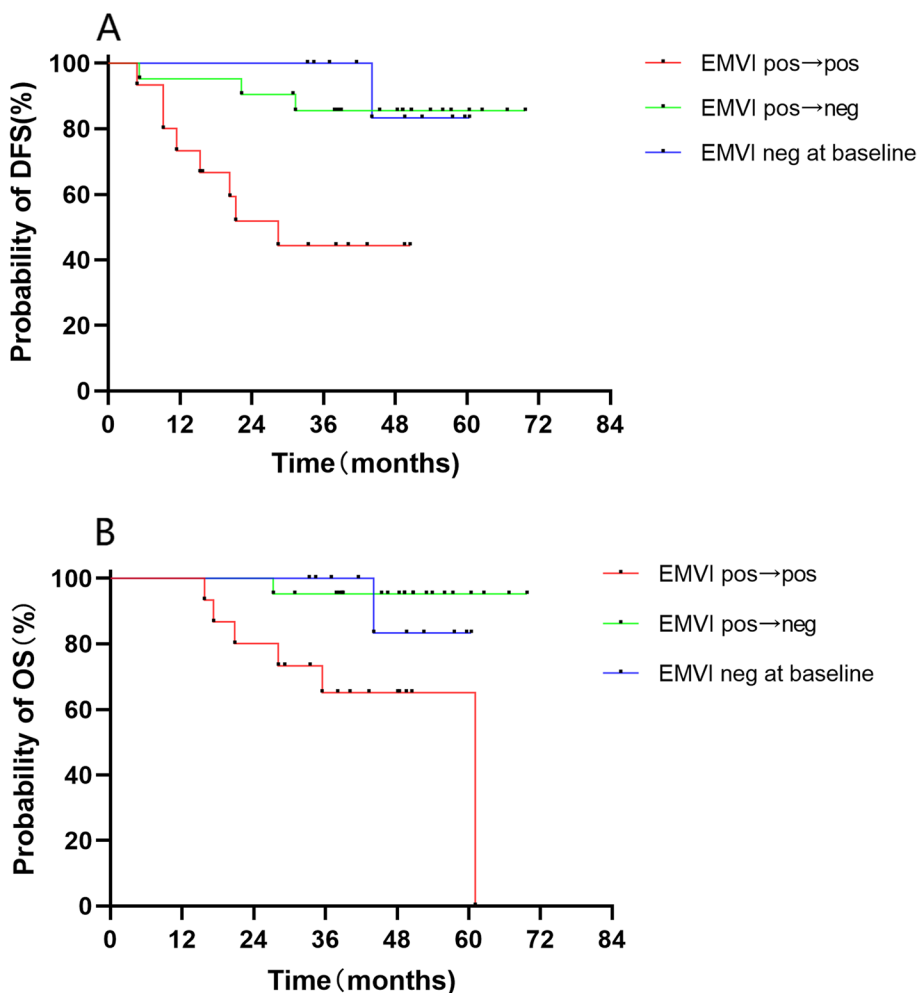 A
Probability of DFS(%)
100
80
60
40
20
0
0 12 24 36 48 60 72 84
Time（months)
EMVI pos→pos
EMVI pos→neg
EMVI neg at baseline
B
Probability of OS（%）
100
80
60
40
20
0
0 12 24 36 48 60 72 84
Time（months)
EMVI pos→pos
EMVI pos→neg
EMVI neg at baseline